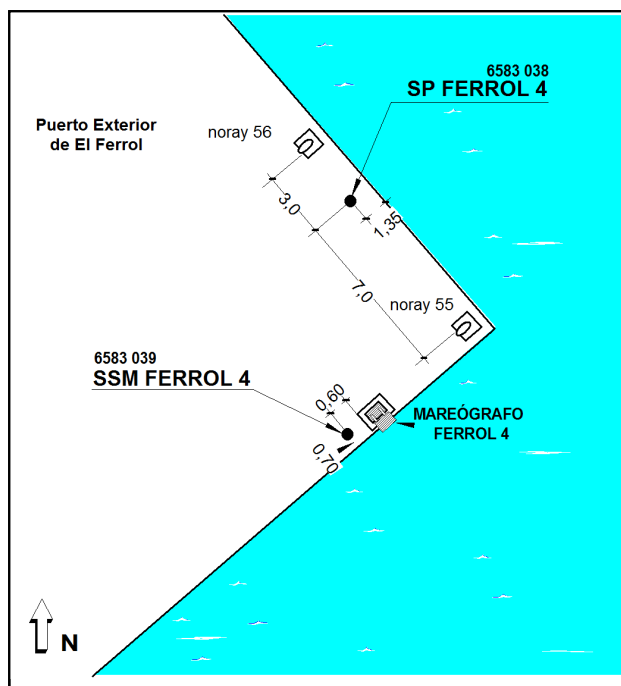 6583 038
SP FERROL 4
Puerto Exterior
de El Ferrol
noray 56
3,0
1,35
7,0
noray 55
6583 039
SSM FERROL 4
0,60
MAREÓGRAFO
FERROL 4
0,70
N